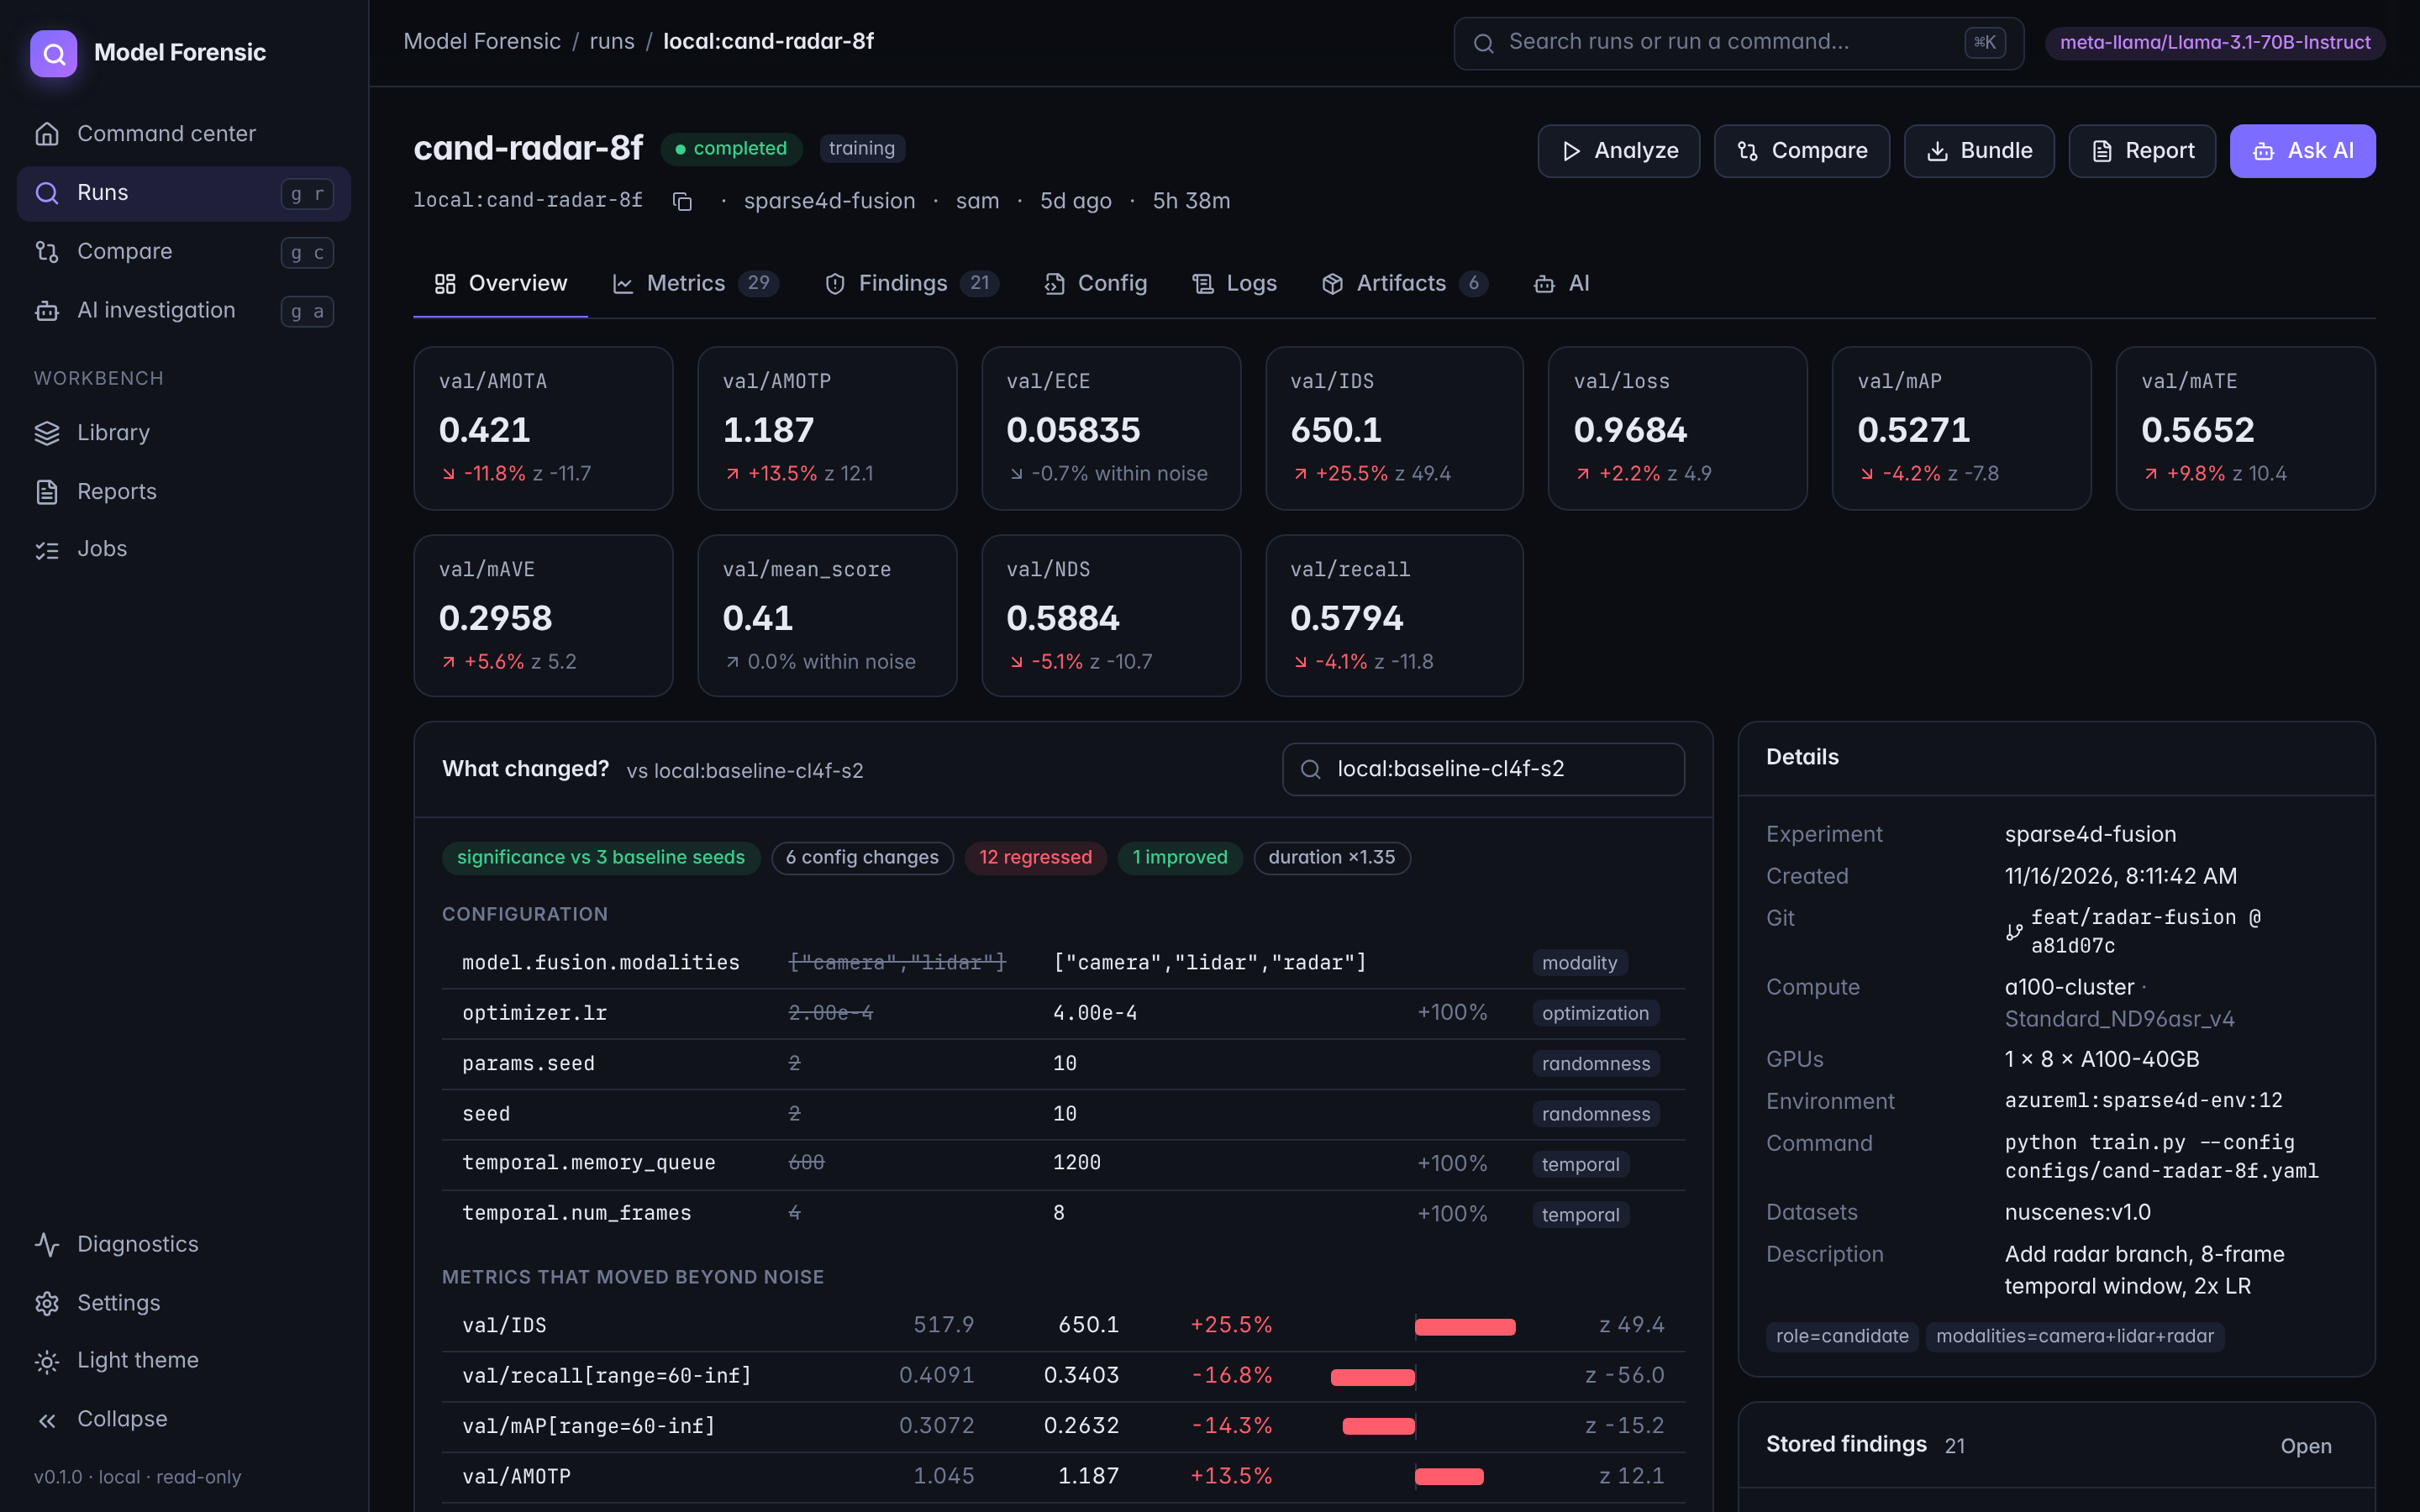 Model Forensic
Command center
Runs g r
Compare g c
AI investigation g a
WORKBENCH
Library
Reports
Jobs
Diagnostics
Settings
Light theme
Collapse
v0.1.0 · local · read-only
Model Forensic / runs / local:cand-radar-8f
Search runs or run a command... ⌘K
meta-llama/Llama-3.1-70B-Instruct
cand-radar-8f completed training
local:cand-radar-8f · sparse4d-fusion · sam · 5d ago · 5h 38m
Analyze Compare Bundle Report Ask AI
Overview Metrics 29 Findings 21 Config Logs Artifacts 6 AI
val/AMOTA
0.421
↘ -11.8% z -11.7
val/AMOTP
1.187
↗ +13.5% z 12.1
val/ECE
0.05835
↘ -0.7% within noise
val/IDS
650.1
↗ +25.5% z 49.4
val/loss
0.9684
↗ +2.2% z 4.9
val/mAP
0.5271
↘ -4.2% z -7.8
val/mATE
0.5652
↗ +9.8% z 10.4
val/mAVE
0.2958
↗ +5.6% z 5.2
val/mean_score
0.41
↗ 0.0% within noise
val/NDS
0.5884
↘ -5.1% z -10.7
val/recall
0.5794
↘ -4.1% z -11.8
What changed? vs local:baseline-cl4f-s2
local:baseline-cl4f-s2
significance vs 3 baseline seeds 6 config changes 12 regressed 1 improved duration ×1.35
CONFIGURATION
model.fusion.modalities ["camera","lidar"] ["camera","lidar","radar"] modality
optimizer.lr 2.00e-4 4.00e-4 +100% optimization
params.seed 2 10 randomness
seed 2 10 randomness
temporal.memory_queue 600 1200 +100% temporal
temporal.num_frames 4 8 +100% temporal
METRICS THAT MOVED BEYOND NOISE
val/IDS 517.9 650.1 +25.5% z 49.4
val/recall[range=60-inf] 0.4091 0.3403 -16.8% z -56.0
val/mAP[range=60-inf] 0.3072 0.2632 -14.3% z -15.2
val/AMOTP 1.045 1.187 +13.5% z 12.1
Details
Experiment sparse4d-fusion
Created 11/16/2026, 8:11:42 AM
Git feat/radar-fusion @
a81d07c
Compute a100-cluster ·
Standard_ND96asr_v4
GPUs 1 × 8 × A100-40GB
Environment azureml:sparse4d-env:12
Command python train.py --config
configs/cand-radar-8f.yaml
Datasets nuscenes:v1.0
Description Add radar branch, 8-frame
temporal window, 2x LR
role=candidate modalities=camera+lidar+radar
Stored findings 21 Open